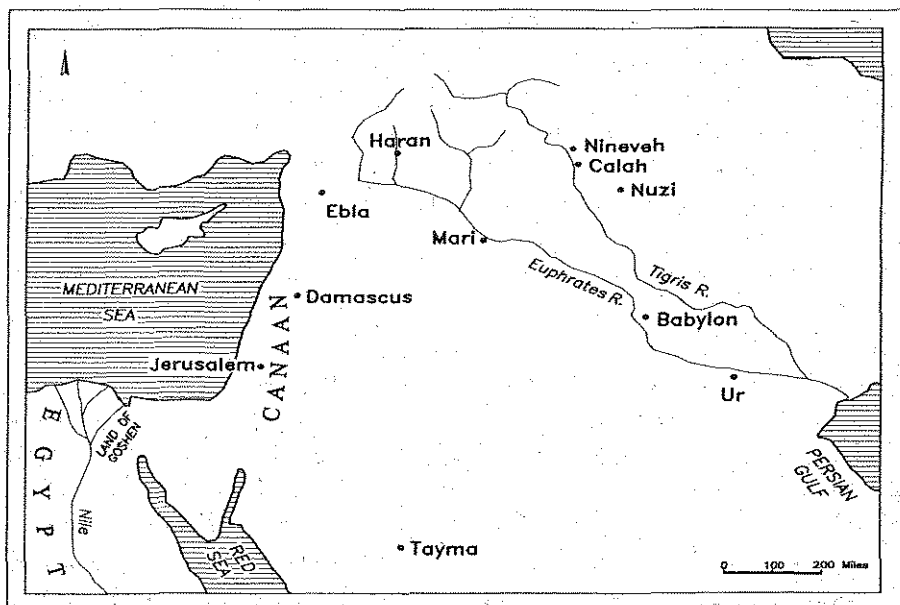 Haran
Nineveh
Calah
Nuzi
Ebla
Mari
Euphrates R.
Tigris R.
MEDITERRANEAN
SEA
Damascus
CANAAN
Babylon
Jerusalem
Ur
EGYPT
LAND OF
GOSHEN
Nile
PERSIAN
GULF
RED
SEA
Tayma
0 100 200 Miles